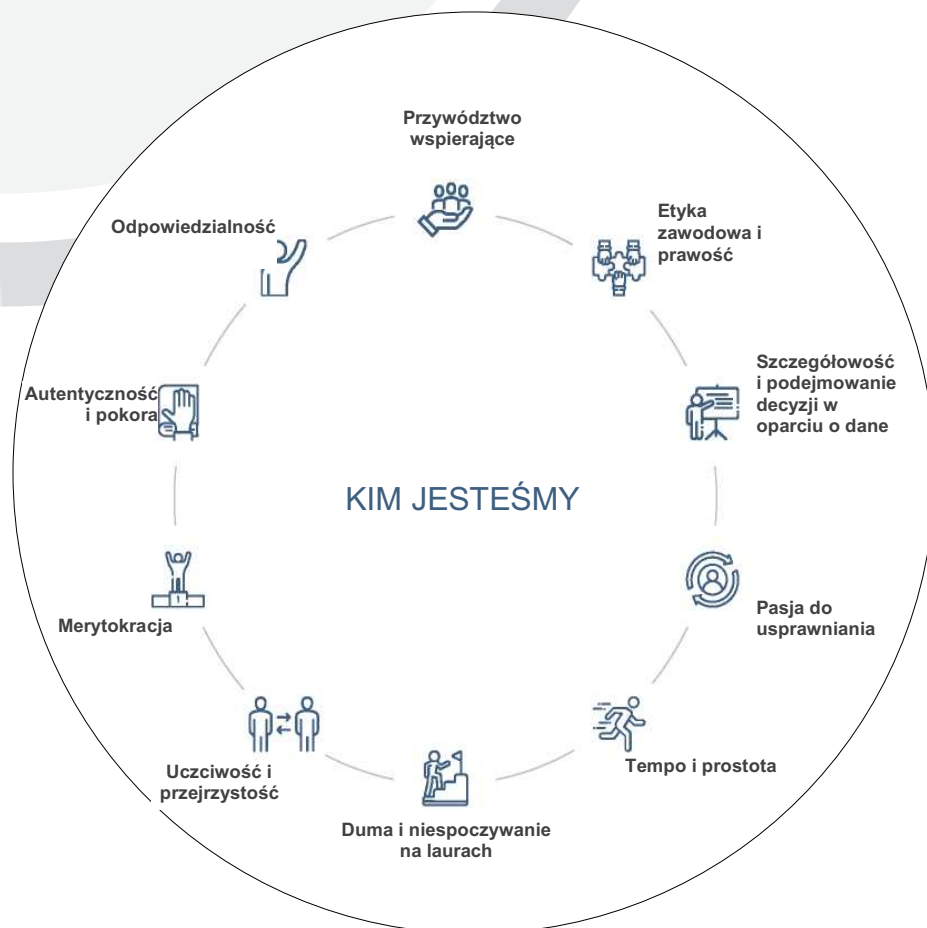 Przywództwo
wspierające
Etyka
zawodowa i
prawość
Szczegółowość
i podejmowanie
decyzji w
oparciu o dane
Pasja do
usprawniania
Tempo i prostota
Duma i niespoczywanie
na laurach
Uczciwość i
przejrzystość
Merytokracja
Autentyczność
i pokora
Odpowiedzialność
KIM JESTEŚMY